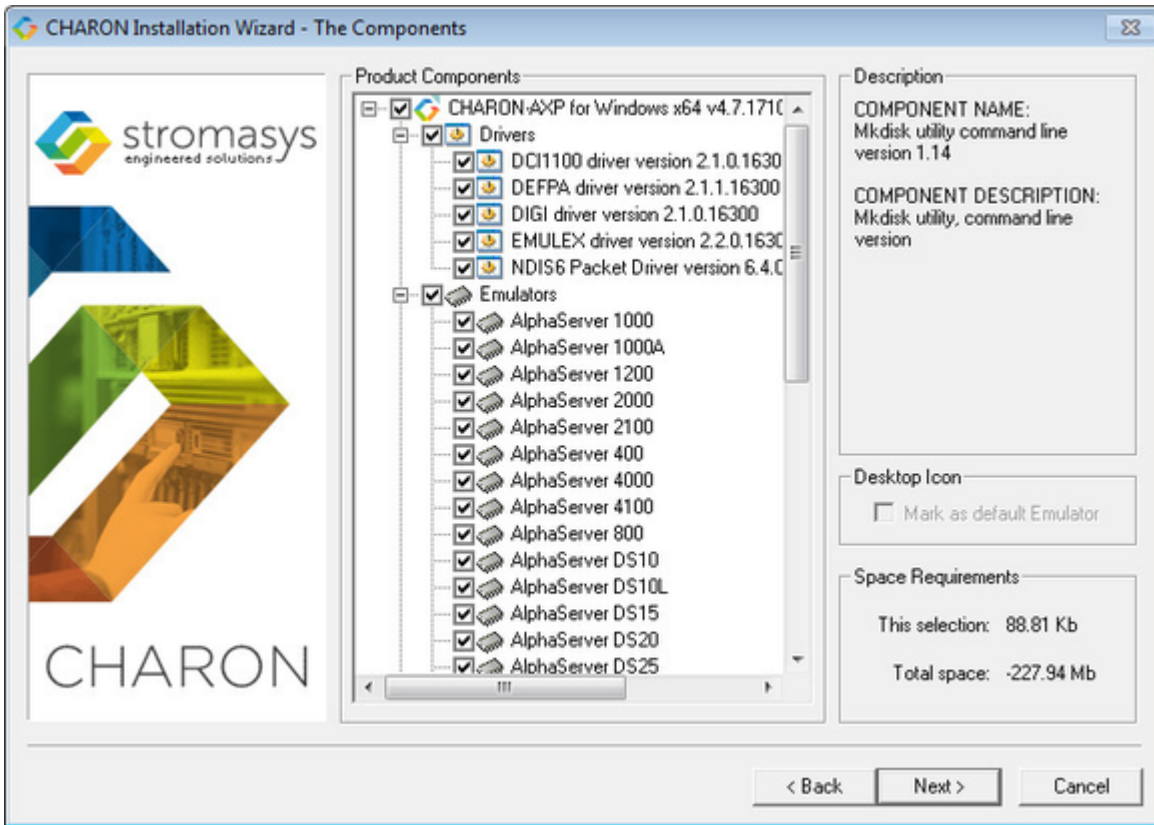 CHARON Installation Wizard - The Components
stromasys
engineered solutions
CHARON
Product Components
CHARON-AXP for Windows x64 v4.7.1710
Drivers
DCI1100 driver version 2.1.0.1630
DEFPA driver version 2.1.1.16300
DIGI driver version 2.1.0.16300
EMULEX driver version 2.2.0.1630
NDIS6 Packet Driver version 6.4.0
Emulators
AlphaServer 1000
AlphaServer 1000A
AlphaServer 1200
AlphaServer 2000
AlphaServer 2100
AlphaServer 400
AlphaServer 4000
AlphaServer 4100
AlphaServer 800
AlphaServer DS10
AlphaServer DS10L
AlphaServer DS15
AlphaServer DS20
AlphaServer DS25
Description
COMPONENT NAME:
Mkdisk utility command line
version 1.14
COMPONENT DESCRIPTION:
Mkdisk utility, command line
version
Desktop Icon
Mark as default Emulator
Space Requirements
This selection: 88.81 Kb
Total space: -227.94 Mb
< Back
Next >
Cancel